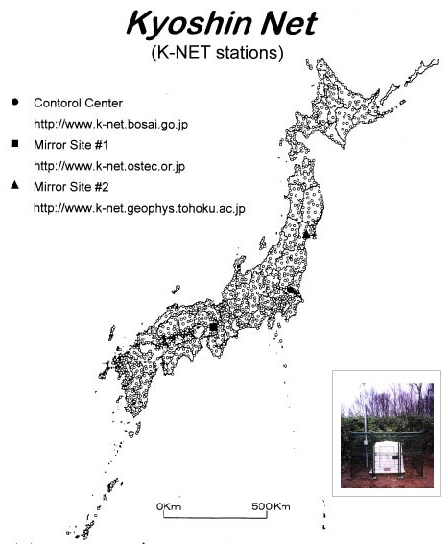 Kyoshin Net
(K-NET stations)
Contorol Center
http://www.k-net.bosai.go.jp
Mirror Site #1
http://www.k-net.ostec.or.jp
Mirror Site #2
http://www.k-net.geophys.tohoku.ac.jp
0Km 500Km